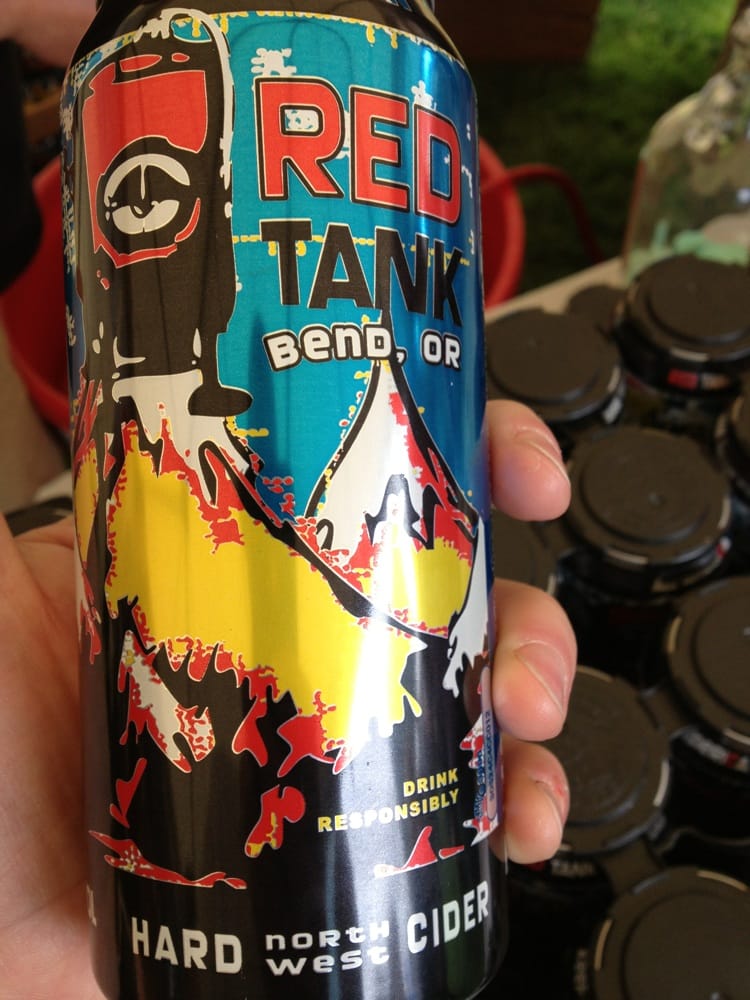 RED
TANK
Bend, OR
DRINK
RESPONSIBLY
HARD north west CIDER